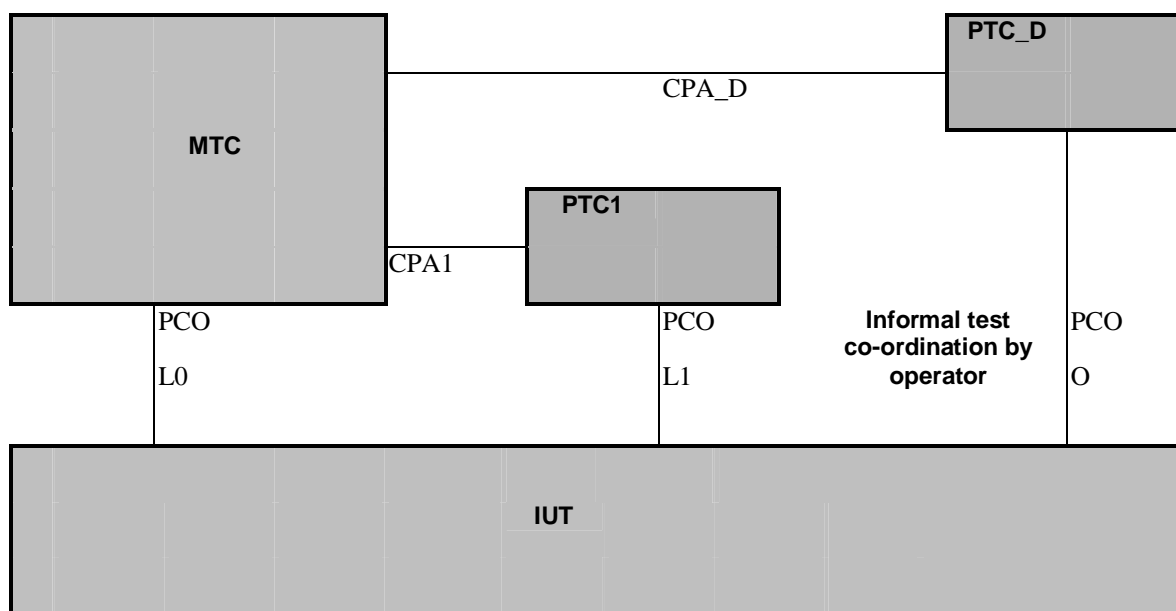 PTC_D
CPA_D
MTC
PTC1
CPA1
PCO
L0
PCO
L1
Informal test
co-ordination by
operator
PCO
O
IUT